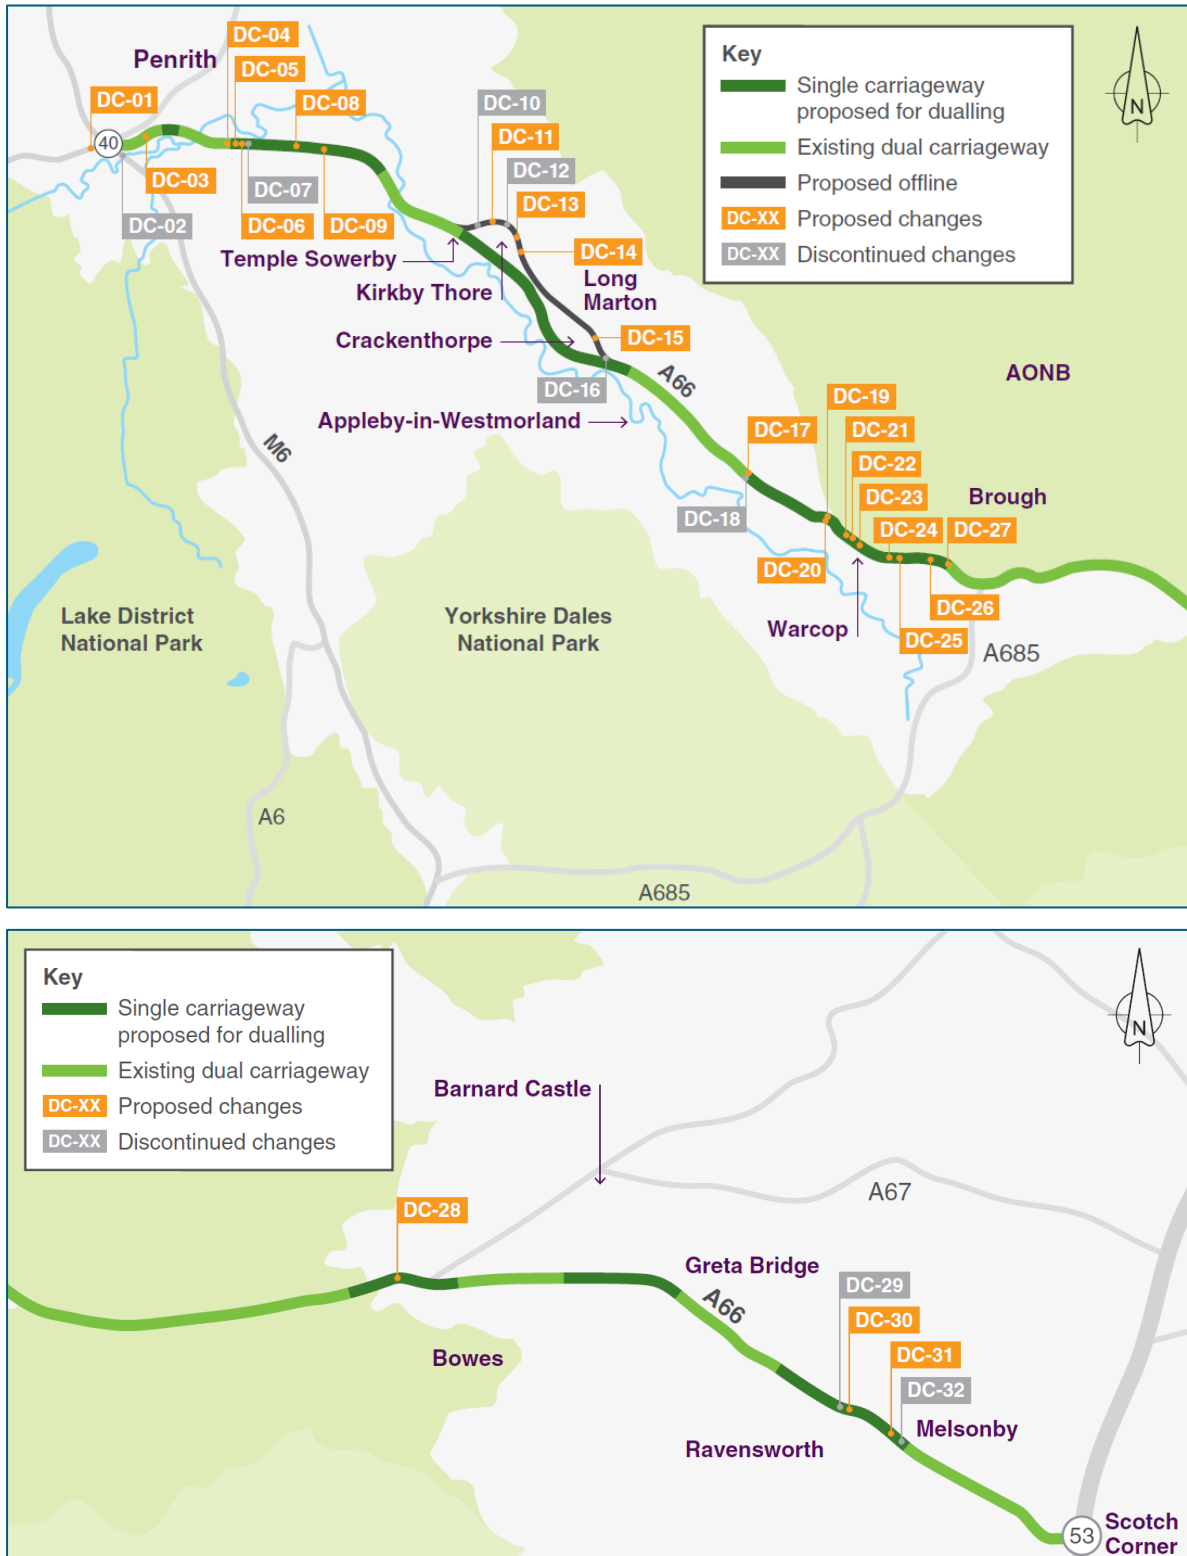 DC-04
Penrith
DC-05
DC-01
DC-08
DC-10
DC-11
40
DC-03
DC-07
DC-12
DC-02
DC-06
DC-09
DC-13
DC-14
Temple Sowerby
Kirkby Thore
Long
Marton
Crackenthorpe
DC-15
DC-16
A66
Appleby-in-Westmorland
M6
Key
Single carriageway
proposed for dualling
Existing dual carriageway
Proposed offline
DC-XX Proposed changes
DC-XX Discontinued changes
N
AONB
DC-19
DC-17
DC-21
DC-22
DC-23
Brough
DC-18
DC-24
DC-27
DC-20
DC-26
Warcop
DC-25
A685
Lake District
National Park
Yorkshire Dales
National Park
A6
A685
Key
Single carriageway
proposed for dualling
Existing dual carriageway
DC-XX Proposed changes
DC-XX Discontinued changes
N
Barnard Castle
A67
DC-28
Greta Bridge
A66
DC-29
DC-30
DC-31
DC-32
Bowes
Melsonby
Ravensworth
53
Scotch
Corner